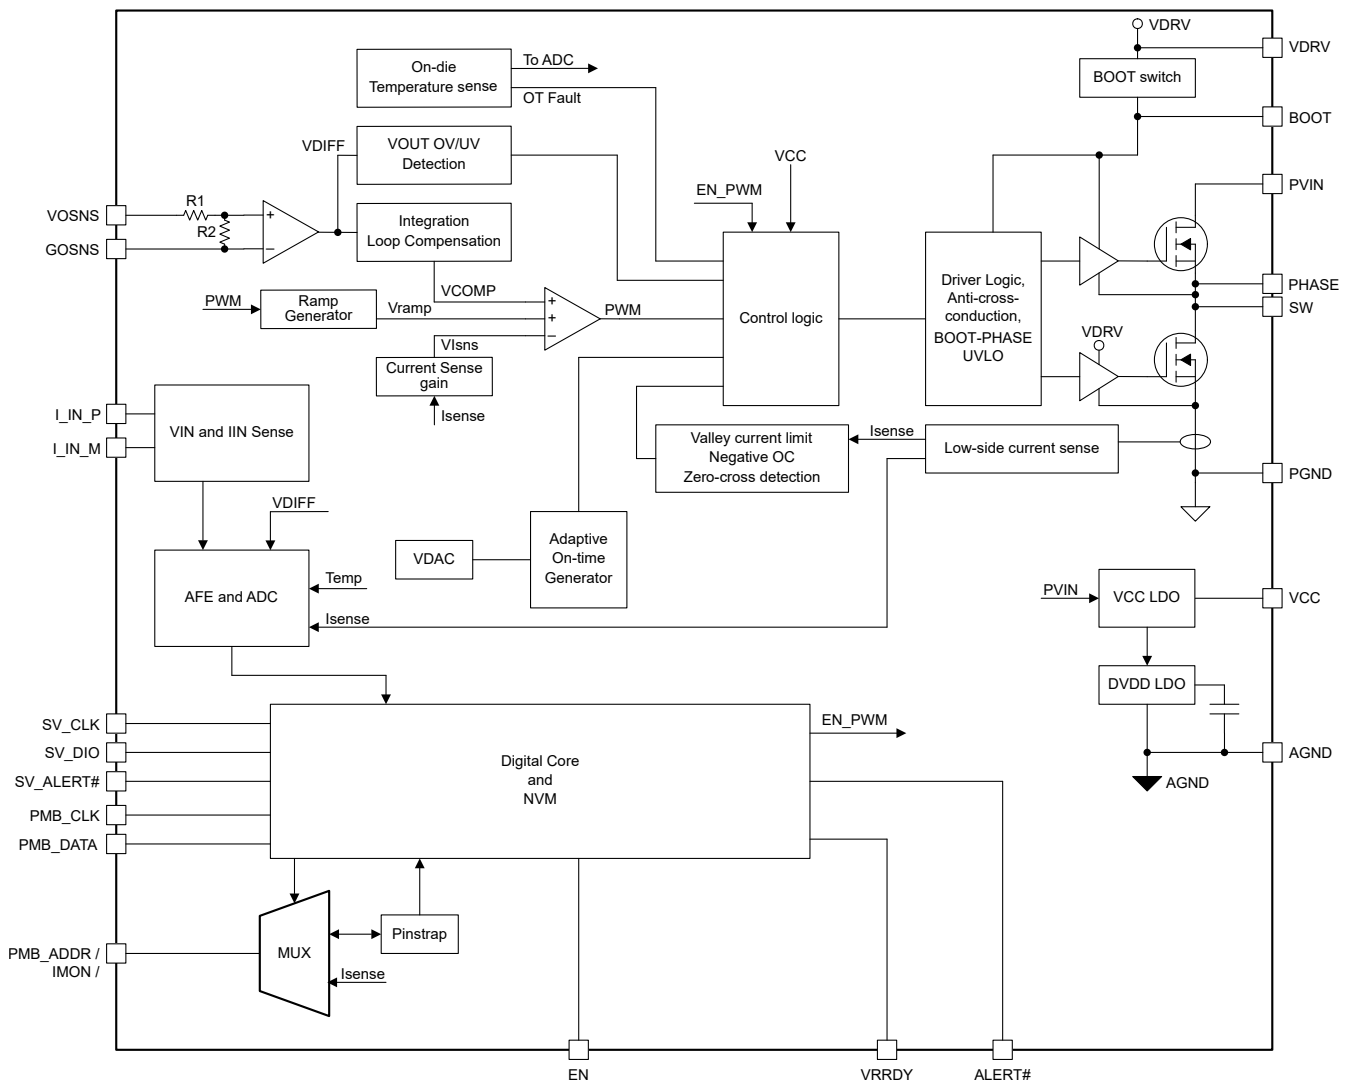 VDRV
VDRV
BOOT switch
BOOT
On-die
Temperature sense
To ADC
OT Fault
VDIFF
VOUT OV/UV
Detection
VCC
EN_PWM
PVIN
VOSNS
R1
R2
GOSNS
Integration
Loop Compensation
VCOMP
PWM
Ramp
Generator
Vramp
PWM
VIsns
Current Sense
gain
Isense
Control logic
Driver Logic,
Anti-cross-
conduction,
BOOT-PHASE
UVLO
VDRV
PHASE
SW
I_IN_P
I_IN_M
VIN and IIN Sense
Valley current limit
Negative OC
Zero-cross detection
Isense
Low-side current sense
PGND
VDIFF
VDAC
Adaptive
On-time
Generator
AFE and ADC
Temp
Isense
PVIN
VCC LDO
VCC
DVDD LDO
AGND
AGND
SV_CLK
SV_DIO
SV_ALERT#
PMB_CLK
PMB_DATA
Digital Core
and
NVM
EN_PWM
PMB_ADDR /
IMON /
MUX
Pinstrap
Isense
EN
VRRDY
ALERT#